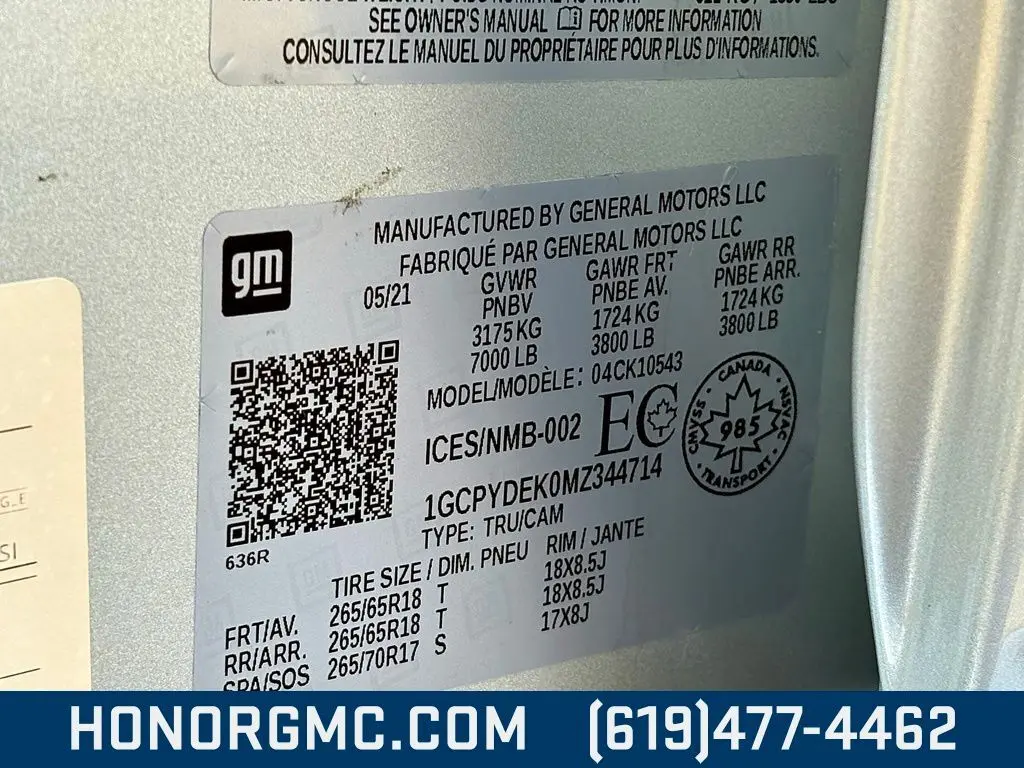 SEE OWNER'S MANUAL FOR MORE INFORMATION
CONSULTEZ LE MANUEL DU PROPRIÉTAIRE POUR PLUS D'INFORMATIONS.
gm
MANUFACTURED BY GENERAL MOTORS LLC
FABRIQUÉ PAR GENERAL MOTORS LLC
05/21 GVWR GAWR FRT GAWR RR
PNBV PNBE AV. PNBE ARR.
3175 KG 1724 KG 1724 KG
7000 LB 3800 LB 3800 LB
MODEL/MODÈLE: 04CK10543
ICES/NMB-002 EC
CANADA
CMVSS 985 NSVAC
TRANSPORT
1GCPYDEK0MZ344714
TYPE: TRU/CAM
636R
TIRE SIZE / DIM. PNEU RIM / JANTE
FRT/AV. 265/65R18 T 18X8.5J
RR/ARR. 265/65R18 T 18X8.5J
SPA/SOS 265/70R17 S 17X8J
SI
HONORGMC.COM (619)477-4462